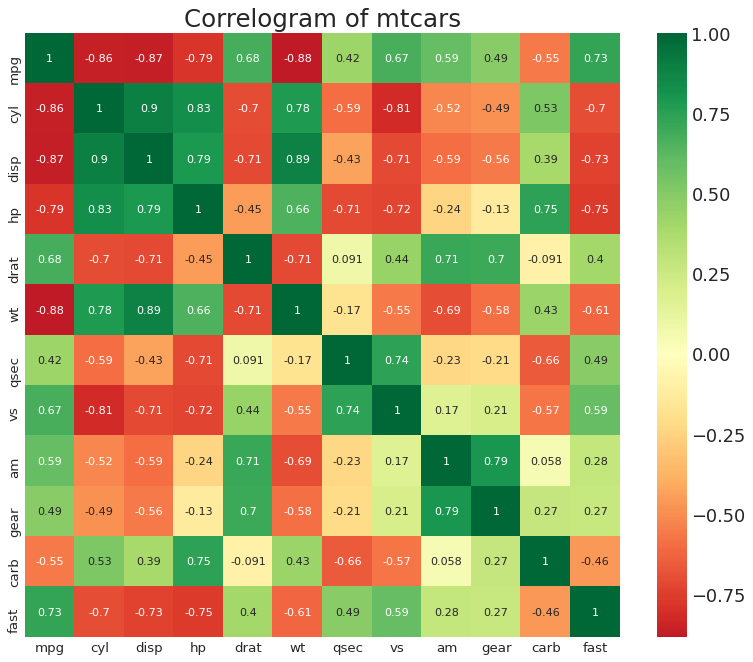 Correlogram of mtcars
mpg 1 -0.86 -0.87 -0.79 0.68 -0.88 0.42 0.67 0.59 0.49 -0.55 0.73
cyl -0.86 1 0.9 0.83 -0.7 0.78 -0.59 -0.81 -0.52 -0.49 0.53 -0.7
disp -0.87 0.9 1 0.79 -0.71 0.89 -0.43 -0.71 -0.59 -0.56 0.39 -0.73
hp -0.79 0.83 0.79 1 -0.45 0.66 -0.71 -0.72 -0.24 -0.13 0.75 -0.75
drat 0.68 -0.7 -0.71 -0.45 1 -0.71 0.091 0.44 0.71 0.7 -0.091 0.4
wt -0.88 0.78 0.89 0.66 -0.71 1 -0.17 -0.55 -0.69 -0.58 0.43 -0.61
qsec 0.42 -0.59 -0.43 -0.71 0.091 -0.17 1 0.74 -0.23 -0.21 -0.66 0.49
vs 0.67 -0.81 -0.71 -0.72 0.44 -0.55 0.74 1 0.17 0.21 -0.57 0.59
am 0.59 -0.52 -0.59 -0.24 0.71 -0.69 -0.23 0.17 1 0.79 0.058 0.28
gear 0.49 -0.49 -0.56 -0.13 0.7 -0.58 -0.21 0.21 0.79 1 0.27 0.27
carb -0.55 0.53 0.39 0.75 -0.091 0.43 -0.66 -0.57 0.058 0.27 1 -0.46
fast 0.73 -0.7 -0.73 -0.75 0.4 -0.61 0.49 0.59 0.28 0.27 -0.46 1
mpg cyl disp hp drat wt qsec vs am gear carb fast
1.00
0.75
0.50
0.25
0.00
−0.25
−0.50
−0.75